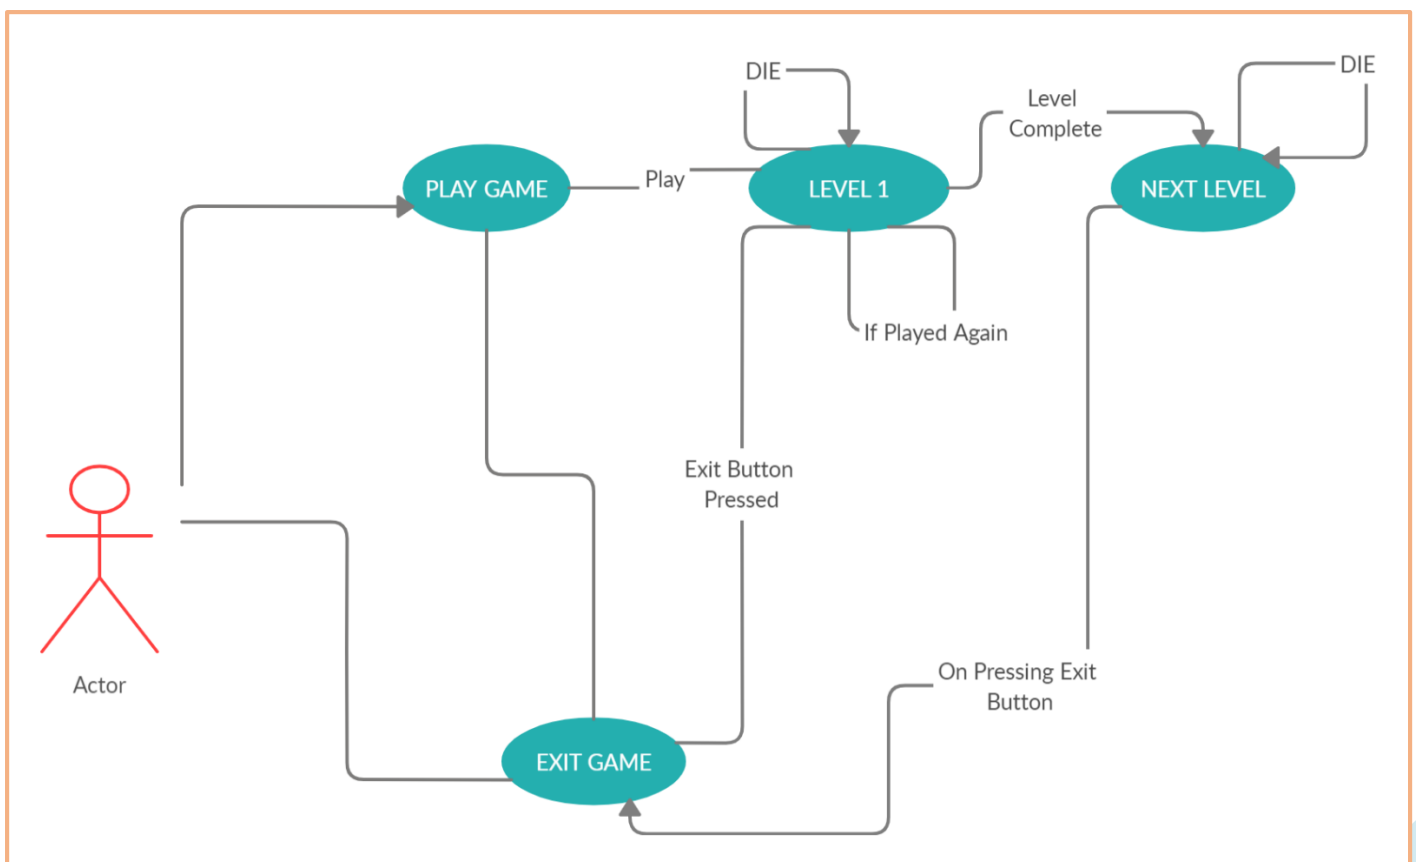 DIE
DIE
Level
Complete
PLAY GAME
Play
LEVEL 1
NEXT LEVEL
If Played Again
Exit Button
Pressed
Actor
On Pressing Exit
Button
EXIT GAME